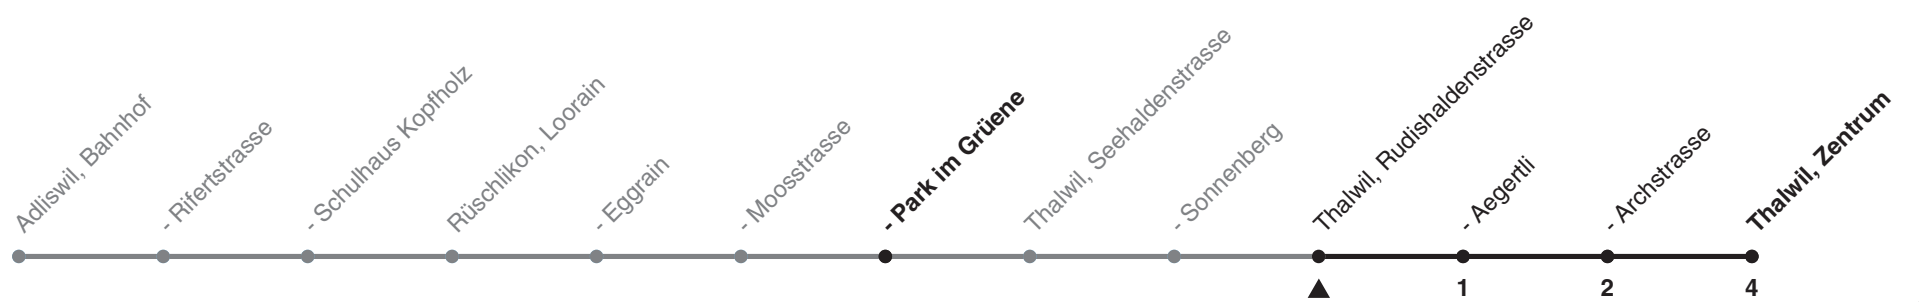 Adliswil, Bahnhof
- Rifertstrasse
- Schulhaus Kopfholz
Rüschlikon, Loorain
- Eggrain
- Moosstrasse
- Park im Grüene
Thalwil, Seehaldenstrasse
- Sonnenberg
Thalwil, Rudishaldenstrasse
- Aegertli
- Archstrasse
Thalwil, Zentrum
1
2
4